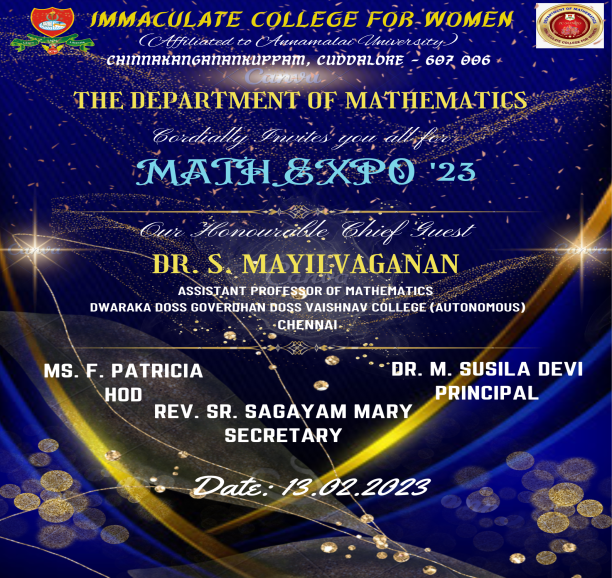 IMMACULATE COLLEGE FOR WOMEN
(Affiliated to Annamalai University)
CHINNAKANGANANKUPPAM, CUDDALORE - 607 006
Canva
THE DEPARTMENT OF MATHEMATICS
Cordially Invites you all for
MATH EXPO '23
Our Honourable Chief Guest
DR. S. MAYILVAGANAN
ASSISTANT PROFESSOR OF MATHEMATICS
DWARAKA DOSS GOVERDHAN DOSS VAISHNAV COLLEGE (AUTONOMOUS)
-CHENNAI-
MS. F. PATRICIA
HOD
DR. M. SUSILA DEVI
PRINCIPAL
REV. SR. SAGAYAM MARY
SECRETARY
Date: 13.02.2023